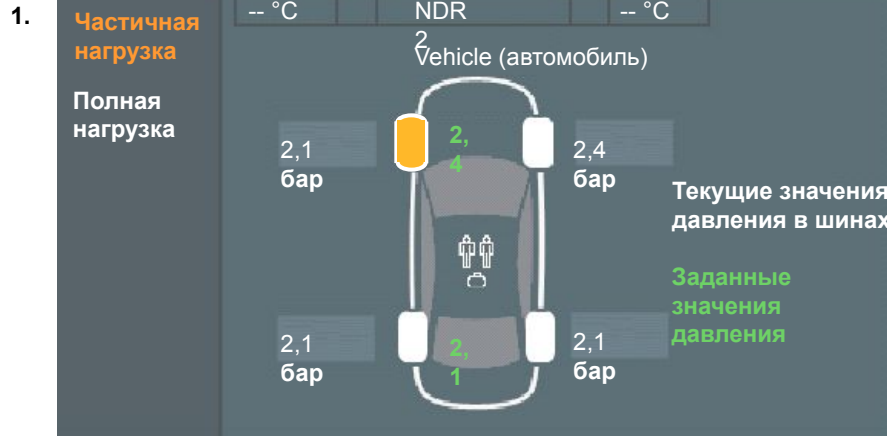 1.
Частичная
нагрузка
Полная
нагрузка
-- °C NDR -- °C
2
Vehicle (автомобиль)
2,1
бар
2,
4
2,4
бар
Текущие значения
давления в шинах
Заданные
значения
давления
2,1
бар
2,
1
2,1
бар